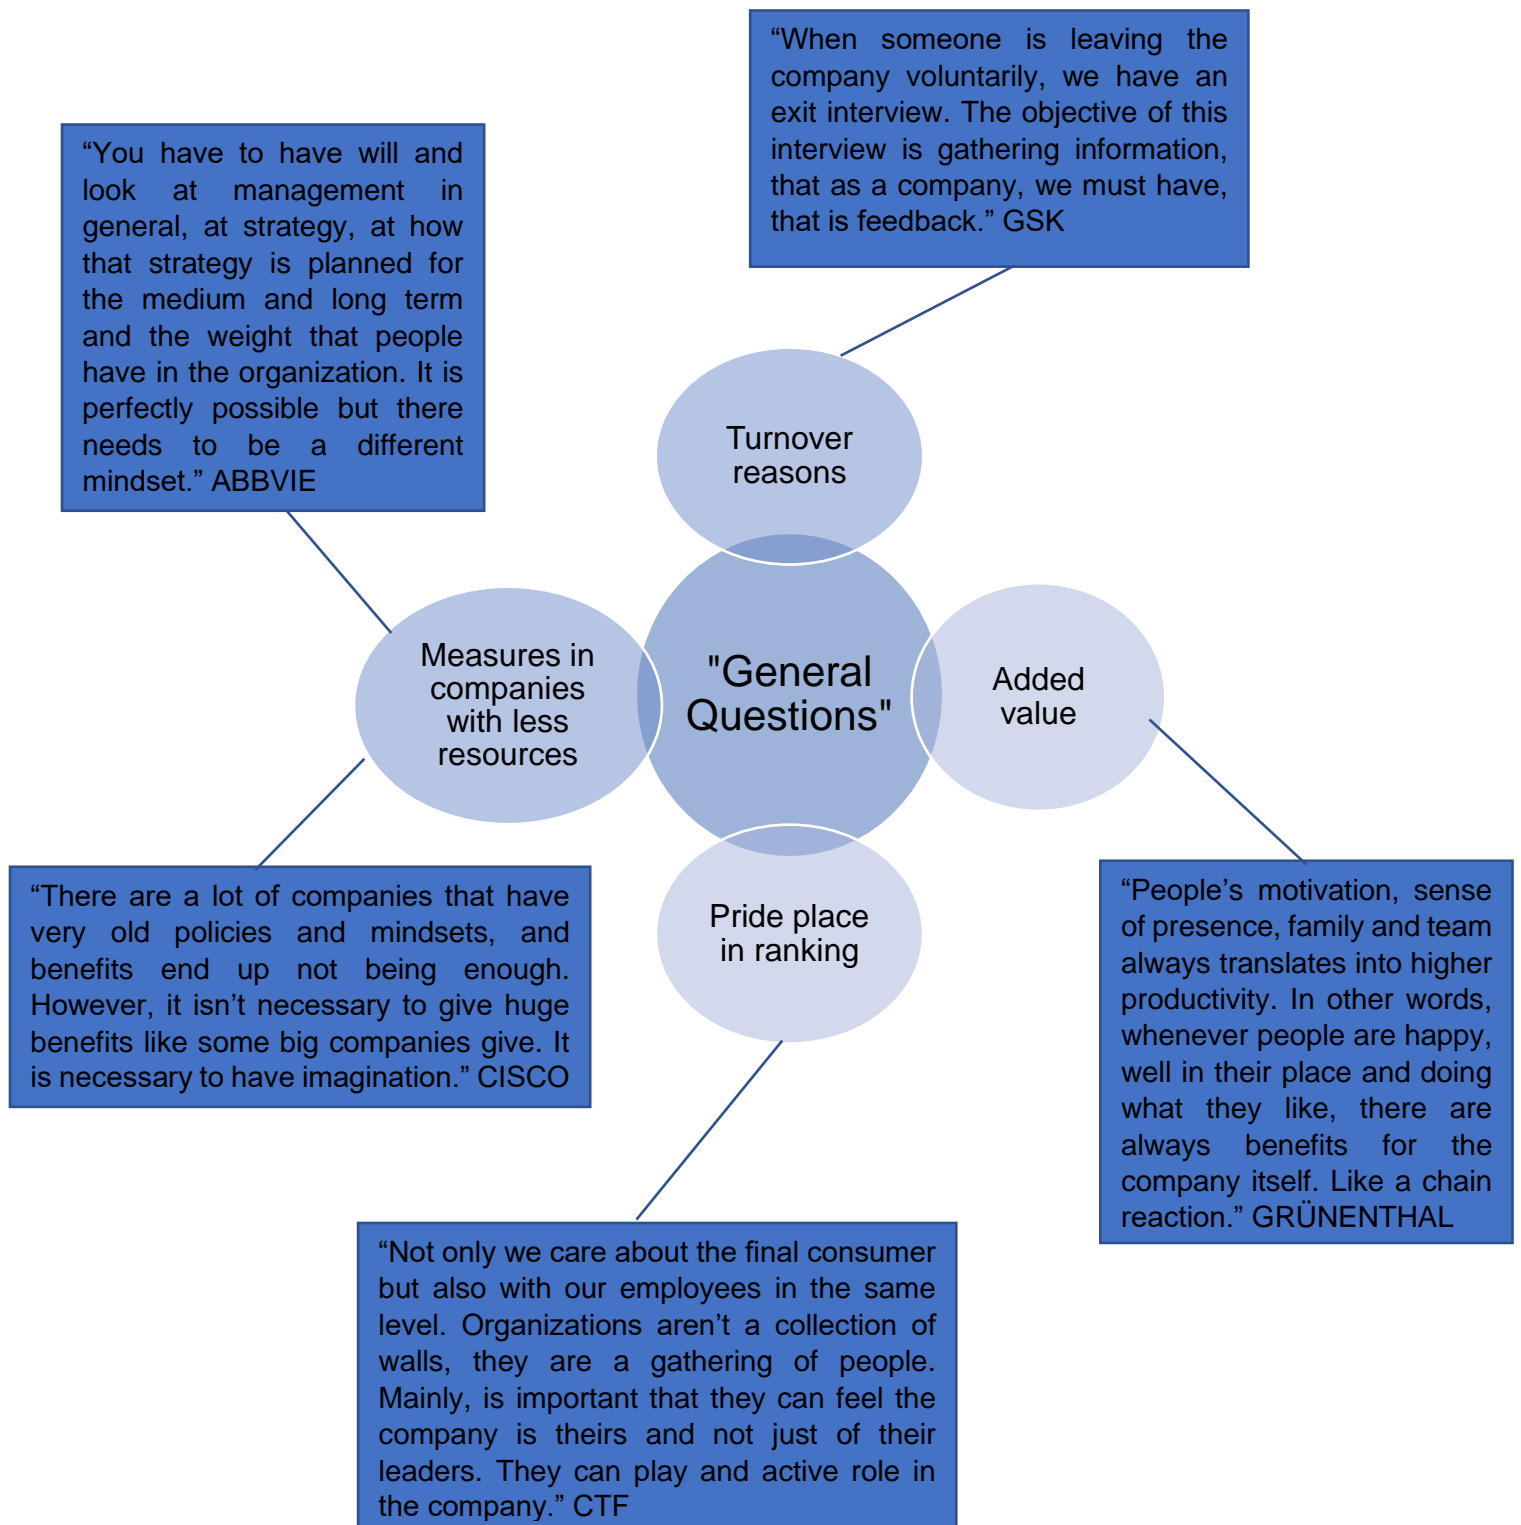 “When someone is leaving the
company voluntarily, we have an
exit interview. The objective of this
interview is gathering information,
that as a company, we must have,
that is feedback.” GSK
“You have to have will and
look at management in
general, at strategy, at how
that strategy is planned for
the medium and long term
and the weight that people
have in the organization. It is
perfectly possible but there
needs to be a different
mindset.” ABBVIE
Turnover
reasons
Measures in
companies
with less
resources
"General
Questions"
Added
value
Pride place
in ranking
“There are a lot of companies that have
very old policies and mindsets, and
benefits end up not being enough.
However, it isn’t necessary to give huge
benefits like some big companies give. It
is necessary to have imagination.” CISCO
“People’s motivation, sense
of presence, family and team
always translates into higher
productivity. In other words,
whenever people are happy,
well in their place and doing
what they like, there are
always benefits for the
company itself. Like a chain
reaction.” GRÜNENTHAL
“Not only we care about the final consumer
but also with our employees in the same
level. Organizations aren’t a collection of
walls, they are a gathering of people.
Mainly, is important that they can feel the
company is theirs and not just of their
leaders. They can play and active role in
the company.” CTF